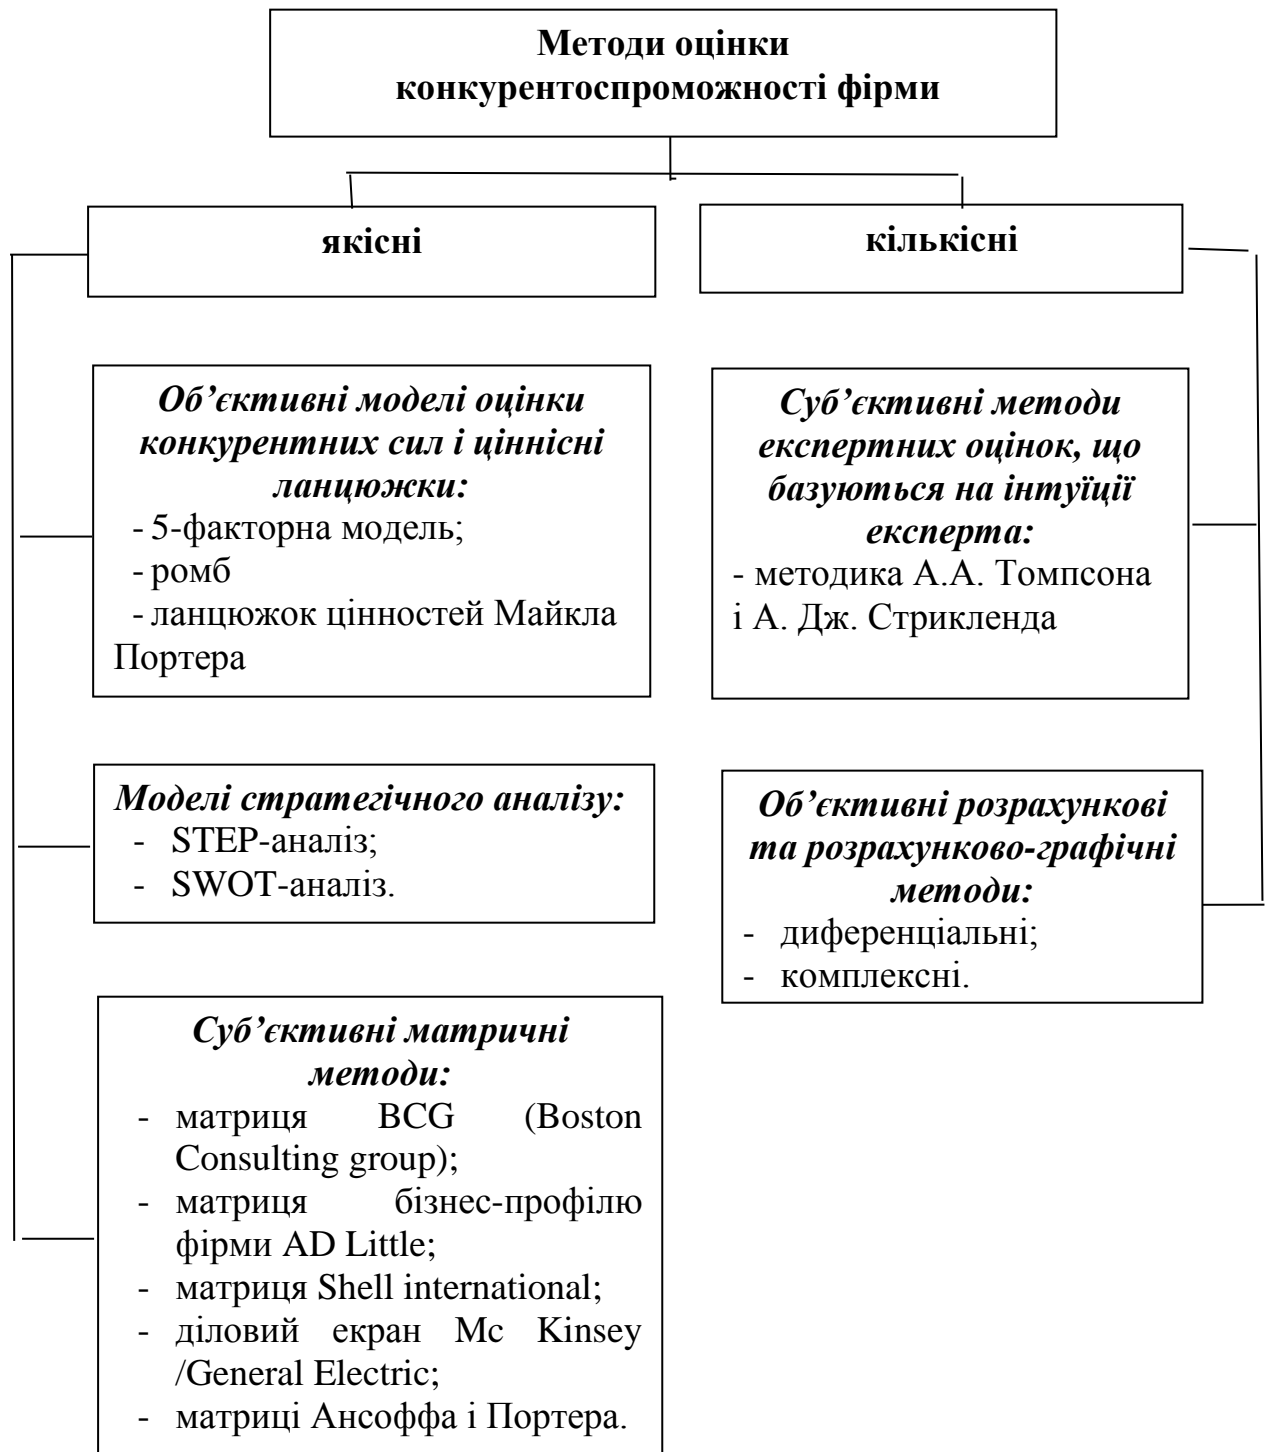 Методи оцінки
конкурентоспроможності фірми
якісні
кількісні
Об’єктивні моделі оцінки
конкурентних сил і ціннісні
ланцюжки:
- 5-факторна модель;
- ромб
- ланцюжок цінностей Майкла
Портера
Суб’єктивні методи
експертних оцінок, що
базуються на інтуїції
експерта:
- методика А.А. Томпсона
і А. Дж. Стрикленда
Моделі стратегічного аналізу:
- STEP-аналіз;
- SWOT-аналіз.
Об’єктивні розрахункові
та розрахунково-графічні
методи:
- диференціальні;
- комплексні.
Суб’єктивні матричні
методи:
- матриця BCG (Boston
Consulting group);
- матриця бізнес-профілю
фірми AD Little;
- матриця Shell international;
- діловий екран Mc Kinsey
/General Electric;
- матриці Ансоффа і Портера.